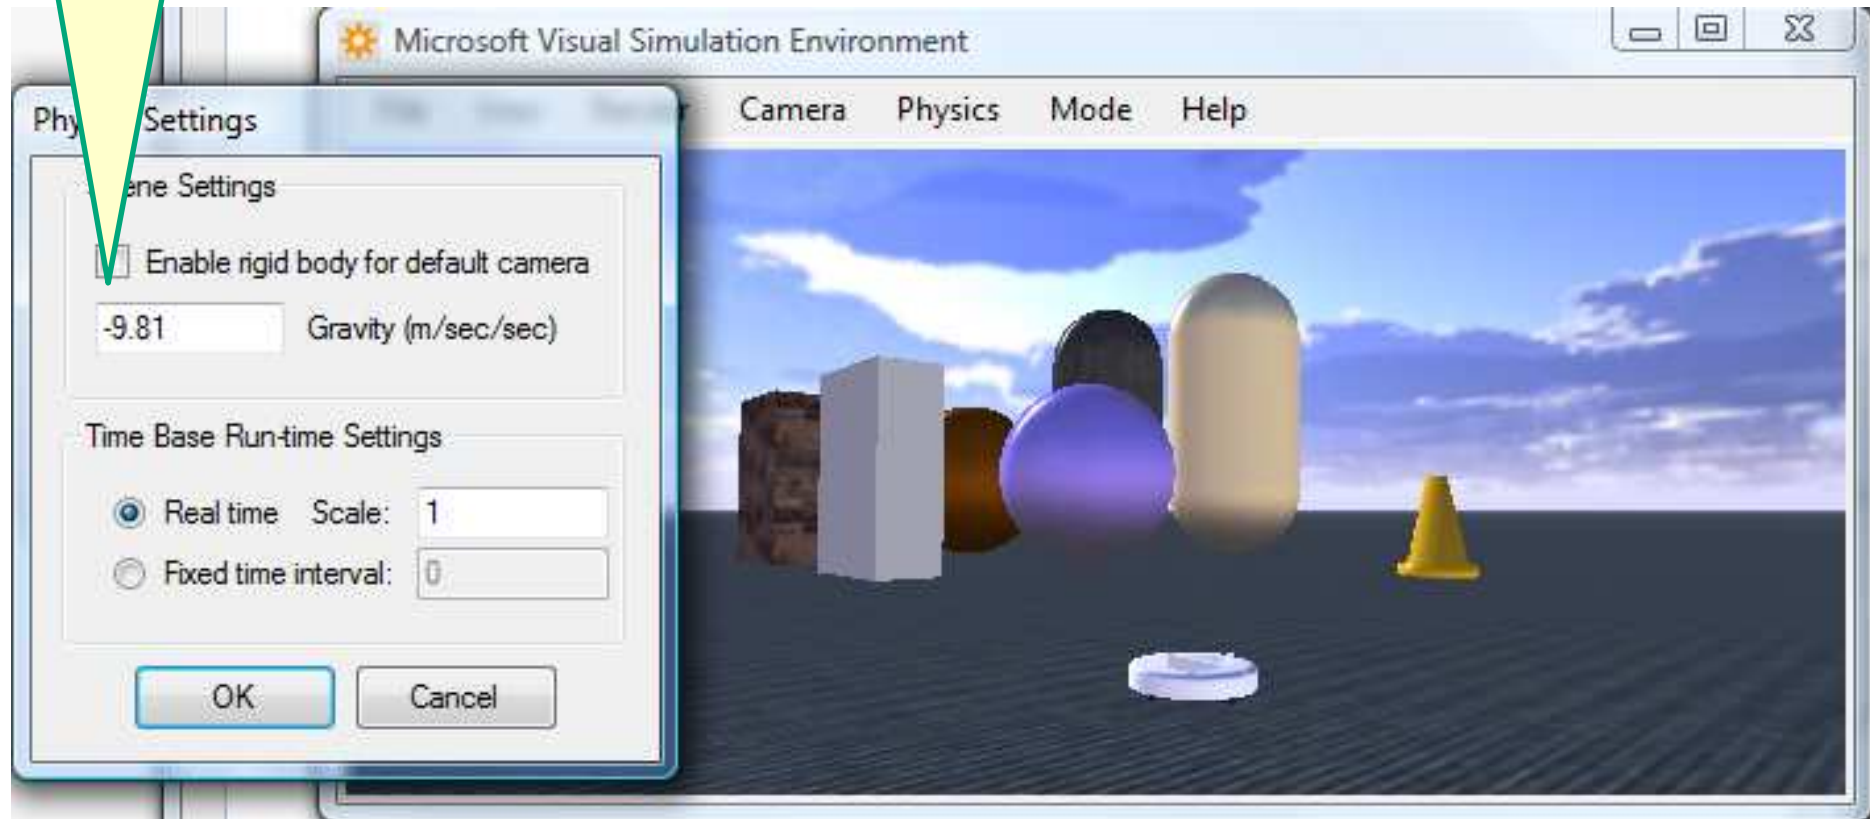 Microsoft Visual Simulation Environment
Camera Physics Mode Help
Settings
Settings
Enable rigid body for default camera
-9.81 Gravity (m/sec/sec)
Time Base Run-time Settings
Real time Scale: 1
Fixed time interval: 0
OK Cancel